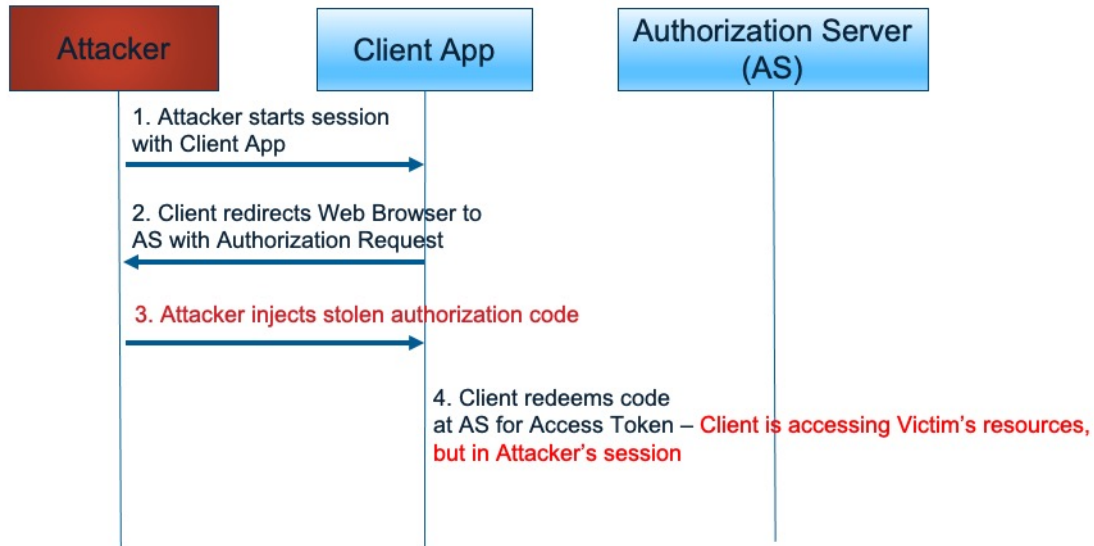 Attacker
Client App
Authorization Server
(AS)
1. Attacker starts session
with Client App
2. Client redirects Web Browser to
AS with Authorization Request
3. Attacker injects stolen authorization code
4. Client redeems code
at AS for Access Token – Client is accessing Victim's resources,
but in Attacker's session